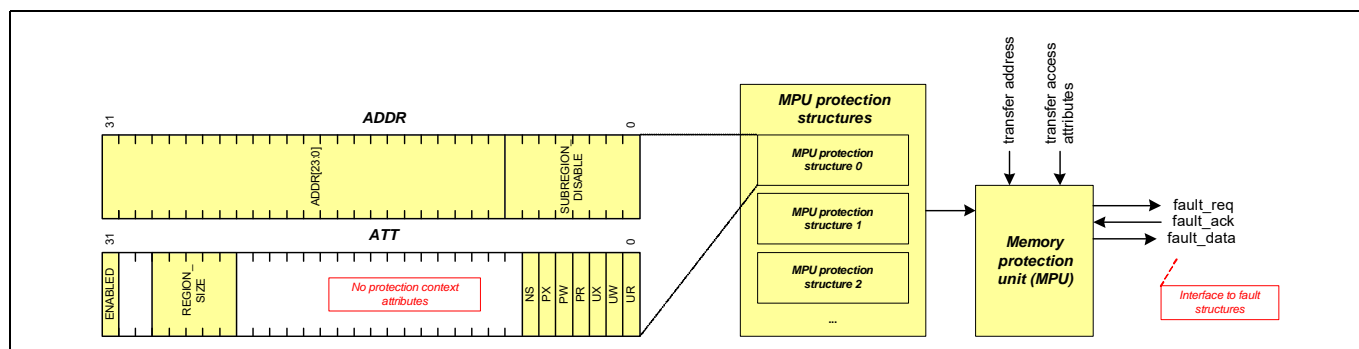 ADDR
31
0
ADDR[23:0]
SUBREGION_
DISABLE
ATT
31
0
ENABLED
REGION_
SIZE
No protection context
attributes
NS
PX
PW
PR
UX
UW
UR
MPU protection
structures
MPU protection
structure 0
MPU protection
structure 1
MPU protection
structure 2
...
transfer address
transfer access
attributes
Memory
protection
unit (MPU)
fault_req
fault_ack
fault_data
Interface to fault
structures